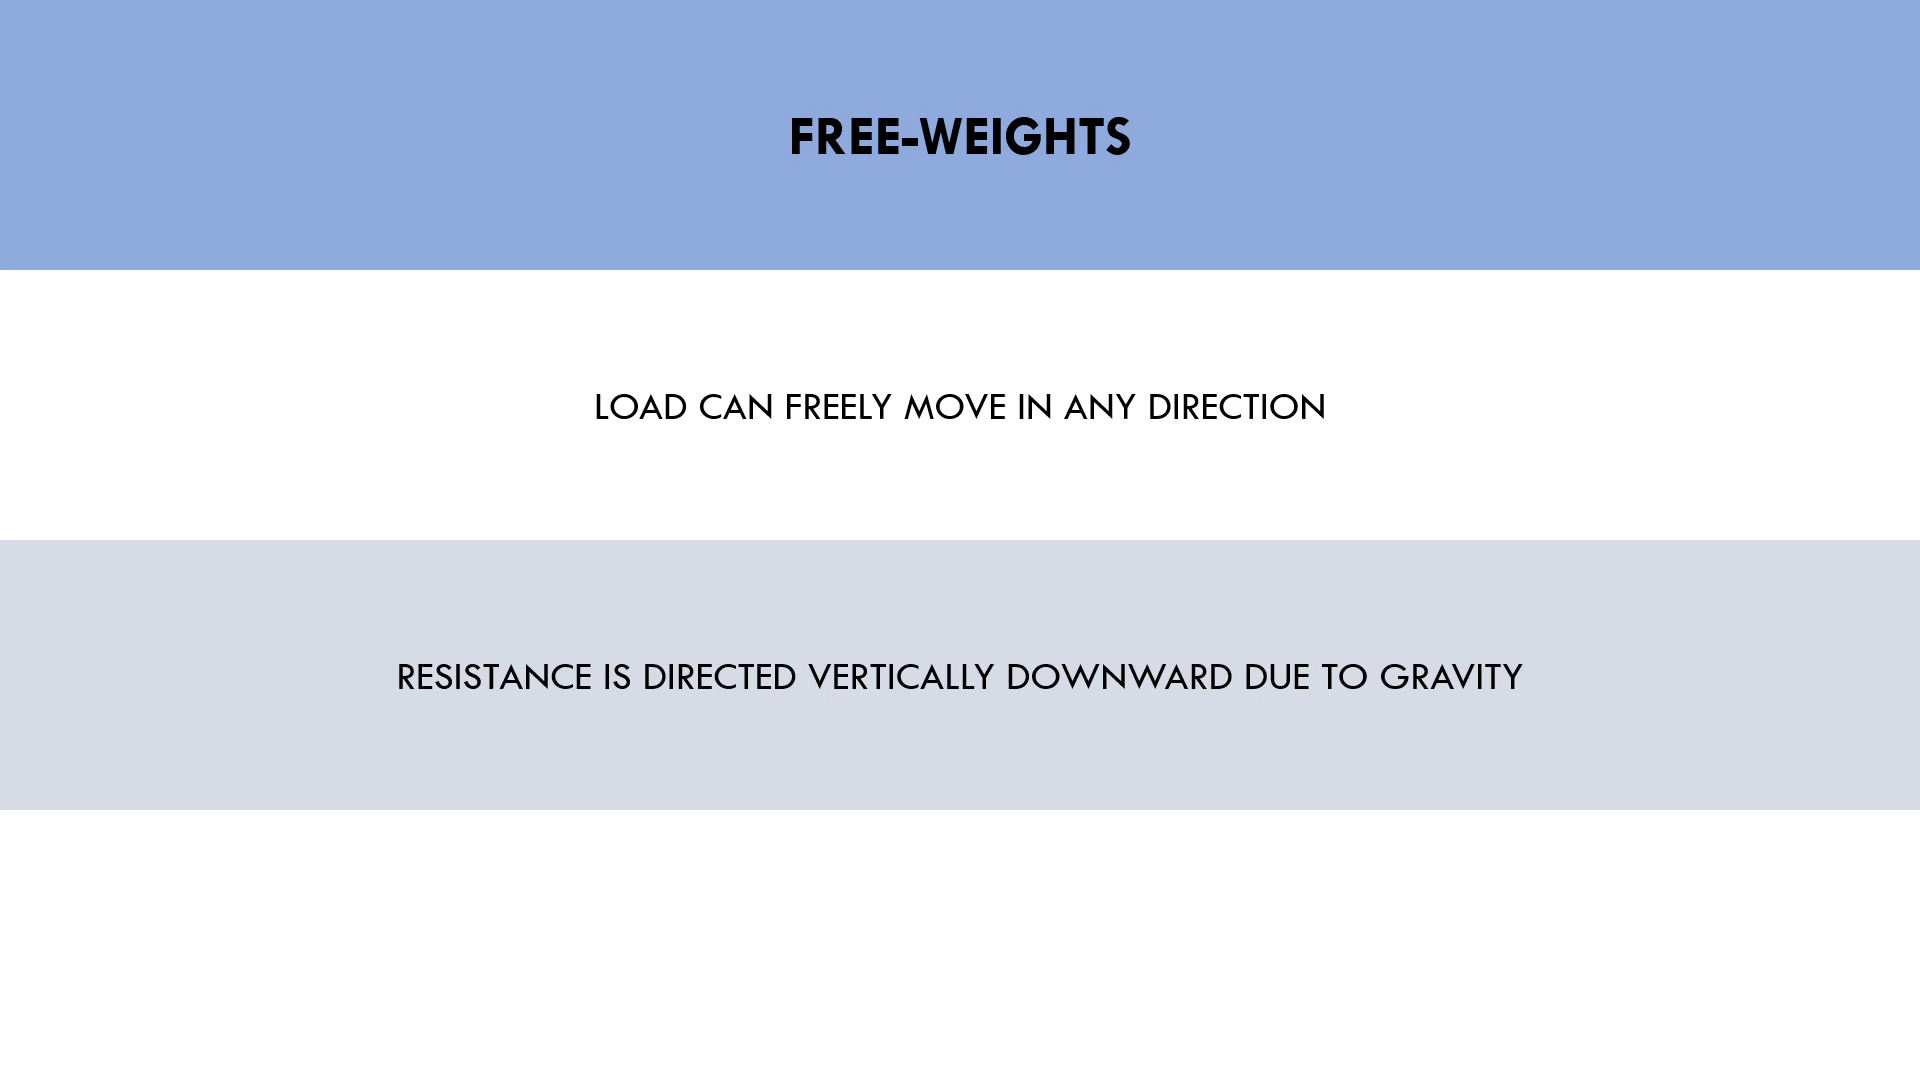 FREE-WEIGHTS
LOAD CAN FREELY MOVE IN ANY DIRECTION
RESISTANCE IS DIRECTED VERTICALLY DOWNWARD DUE TO GRAVITY